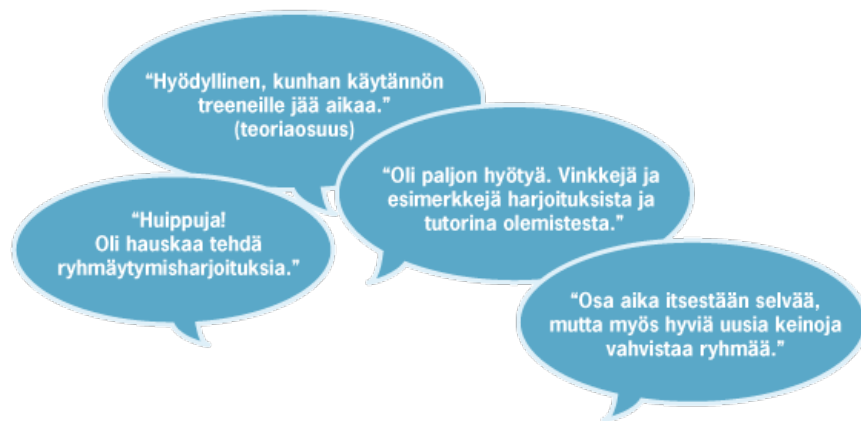 “Hyödyllinen, kunhan käytännön
treeneille jää aikaa.”
(teoriaosuus)
“Oli paljon hyötyä. Vinkkejä ja
esimerkkejä harjoituksista ja
tutorina olemistesta.”
“Huippuja!
Oli hauskaa tehdä
ryhmäytymisharjoituksia.”
“Osa aika itsestään selvää,
mutta myös hyviä uusia keinoja
vahvistaa ryhmää.”